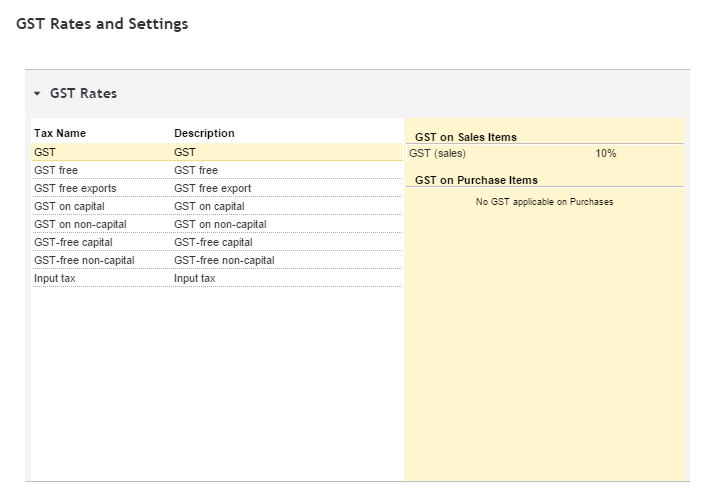 GST Rates and Settings
GST Rates
Tax Name Description
GST GST
GST free GST free
GST free exports GST free export
GST on capital GST on capital
GST on non-capital GST on non-capital
GST-free capital GST-free capital
GST-free non-capital GST-free non-capital
Input tax Input tax
GST on Sales Items
GST (sales) 10%
GST on Purchase Items
No GST applicable on Purchases